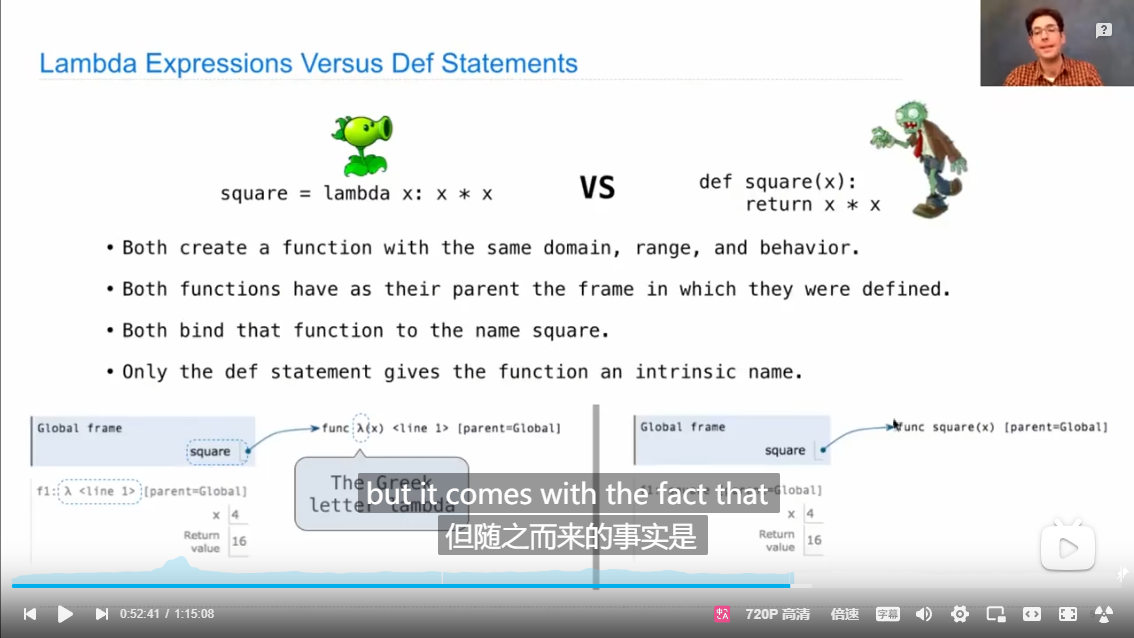 Lambda Expressions Versus Def Statements
square = lambda x: x * x
VS
def square(x):
return x * x
• Both create a function with the same domain, range, and behavior.
• Both functions have as their parent the frame in which they were defined.
• Both bind that function to the name square.
• Only the def statement gives the function an intrinsic name.
Global frame
square
func λ(x) <line 1> [parent=Global]
f1: λ <line 1> [parent=Global]
x 4
Return value 16
The Greek
letter lambda
Global frame
square
func square(x) [parent=Global]
Global]
x 4
Return value 16
but it comes with the fact that
但随之而来的事实是
0:52:41 / 1:15:08
720P 高清
倍速
字幕